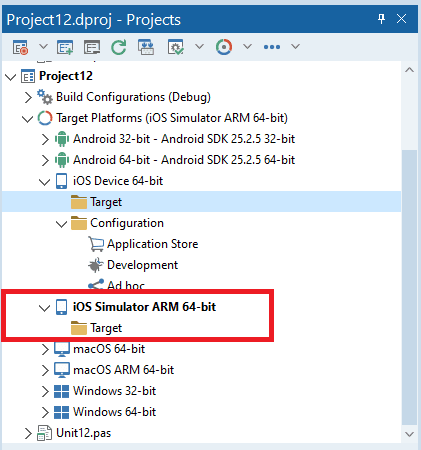 Project12.dproj - Projects
Project12
Build Configurations (Debug)
Target Platforms (iOS Simulator ARM 64-bit)
Android 32-bit - Android SDK 25.2.5 32-bit
Android 64-bit - Android SDK 25.2.5 64-bit
iOS Device 64-bit
Target
Configuration
Application Store
Development
Ad hoc
iOS Simulator ARM 64-bit
Target
macOS 64-bit
macOS ARM 64-bit
Windows 32-bit
Windows 64-bit
Unit12.pas